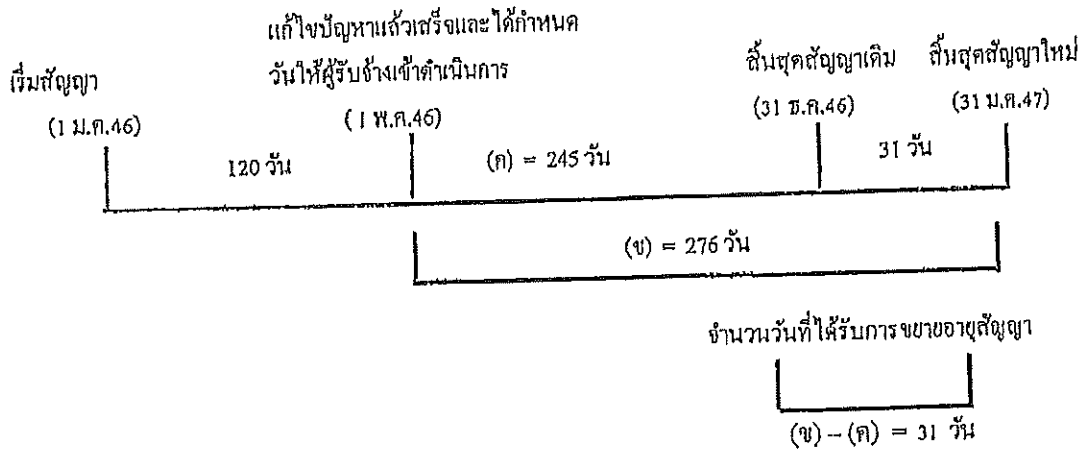 แก้ไขปัญหาแล้วเสร็จและได้กำหนด
วันให้ผู้รับจ้างเข้าดำเนินการ
เริ่มสัญญา
สิ้นสุดสัญญาเดิม
สิ้นสุดสัญญาใหม่
(1 ม.ค.46)
(1 พ.ค.46)
(31 ธ.ค.46)
(31 ม.ค.47)
120 วัน
(ค) = 245 วัน
31 วัน
(ข) = 276 วัน
จำนวนวันที่ได้รับการขยายอายุสัญญา
(ข) – (ค) = 31 วัน